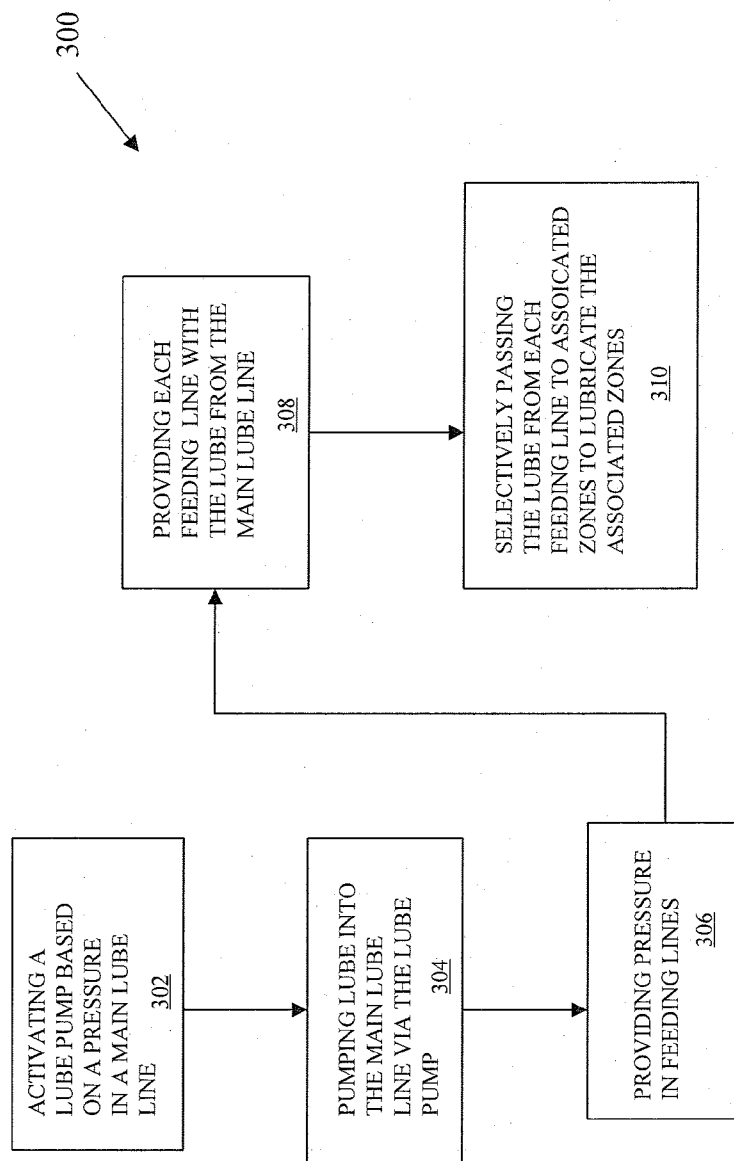 300
ACTIVATING A
LUBE PUMP BASED
ON A PRESSURE
IN A MAIN LUBE
LINE
302
PUMPING LUBE INTO
THE MAIN LUBE
LINE VIA THE LUBE
PUMP
304
PROVIDING PRESSURE
IN FEEDING LINES
306
PROVIDING EACH
FEEDING LINE WITH
THE LUBE FROM THE
MAIN LUBE LINE
308
SELECTIVELY PASSING
THE LUBE FROM EACH
FEEDING LINE TO ASSOICATED
ZONES TO LUBRICATE THE
ASSOCIATED ZONES
310